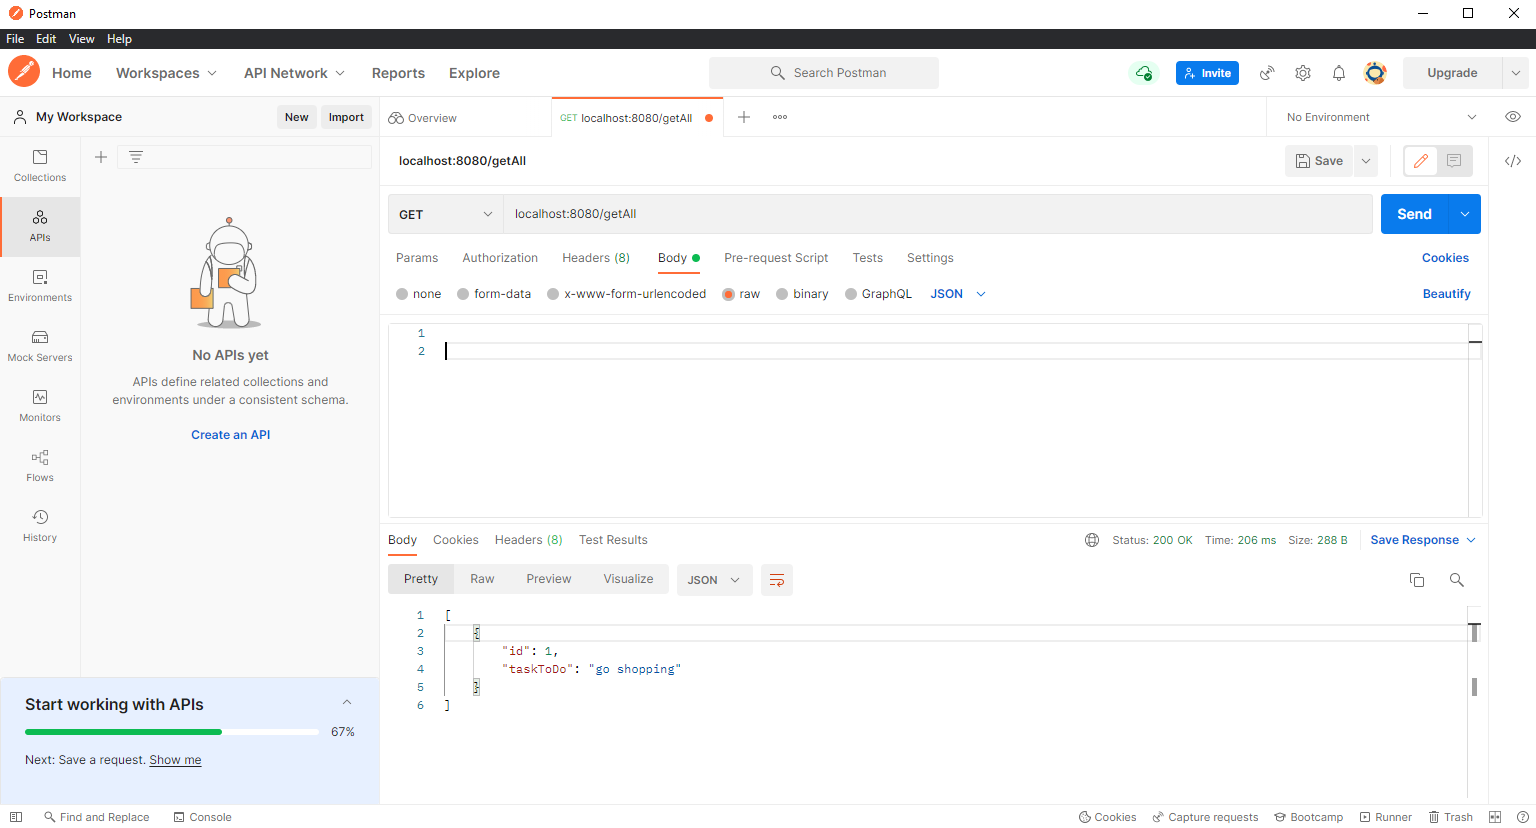 Postman
File Edit View Help
Home Workspaces API Network Reports Explore Search Postman Invite Upgrade
My Workspace New Import Overview GET localhost:8080/getAll No Environment
localhost:8080/getAll Save
Collections
APIs
Environments
Mock Servers
Monitors
Flows
History
No APIs yet
APIs define related collections and
environments under a consistent schema.
Create an API
Start working with APIs
67%
Next: Save a request. Show me
GET localhost:8080/getAll Send
Params Authorization Headers (8) Body Pre-request Script Tests Settings Cookies
none form-data x-www-form-urlencoded raw binary GraphQL JSON Beautify
1
2
Body Cookies Headers (8) Test Results Status: 200 OK Time: 206 ms Size: 288 B Save Response
Pretty Raw Preview Visualize JSON
1 [
2 {
3 "id": 1,
4 "taskToDo": "go shopping"
5 }
6 ]
Find and Replace Console Cookies Capture requests Bootcamp Runner Trash